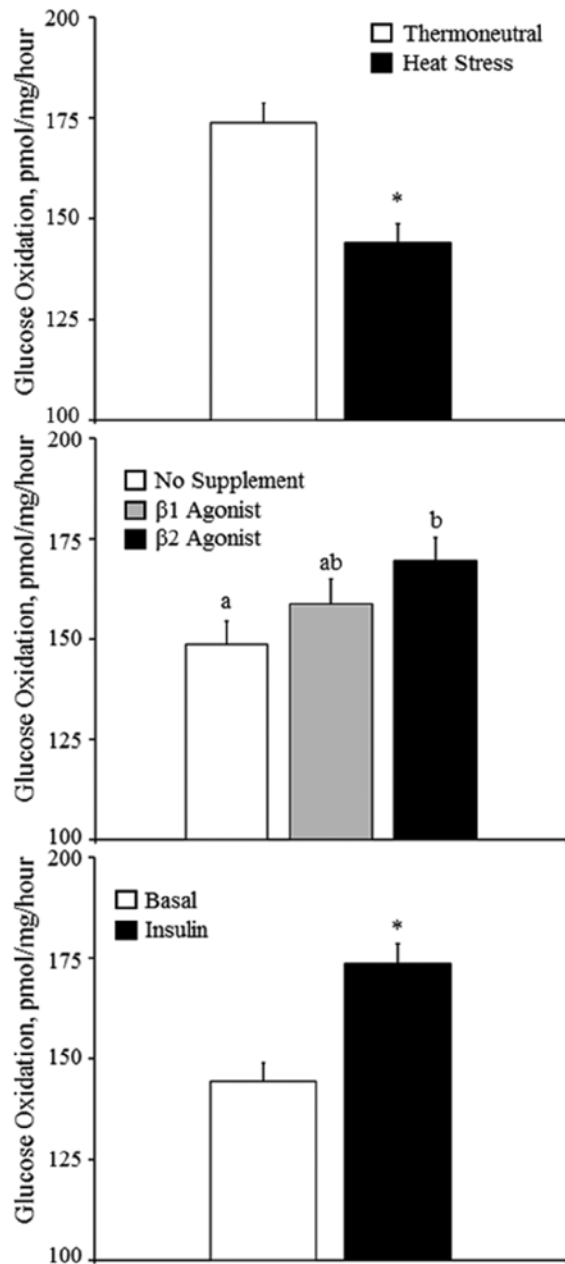 Glucose Oxidation, pmol/mg/hour
200
175
150
125
100
Thermoneutral
Heat Stress
*
Glucose Oxidation, pmol/mg/hour
200
175
150
125
100
No Supplement
β1 Agonist
β2 Agonist
a
ab
b
Glucose Oxidation, pmol/mg/hour
200
175
150
125
100
Basal
Insulin
*